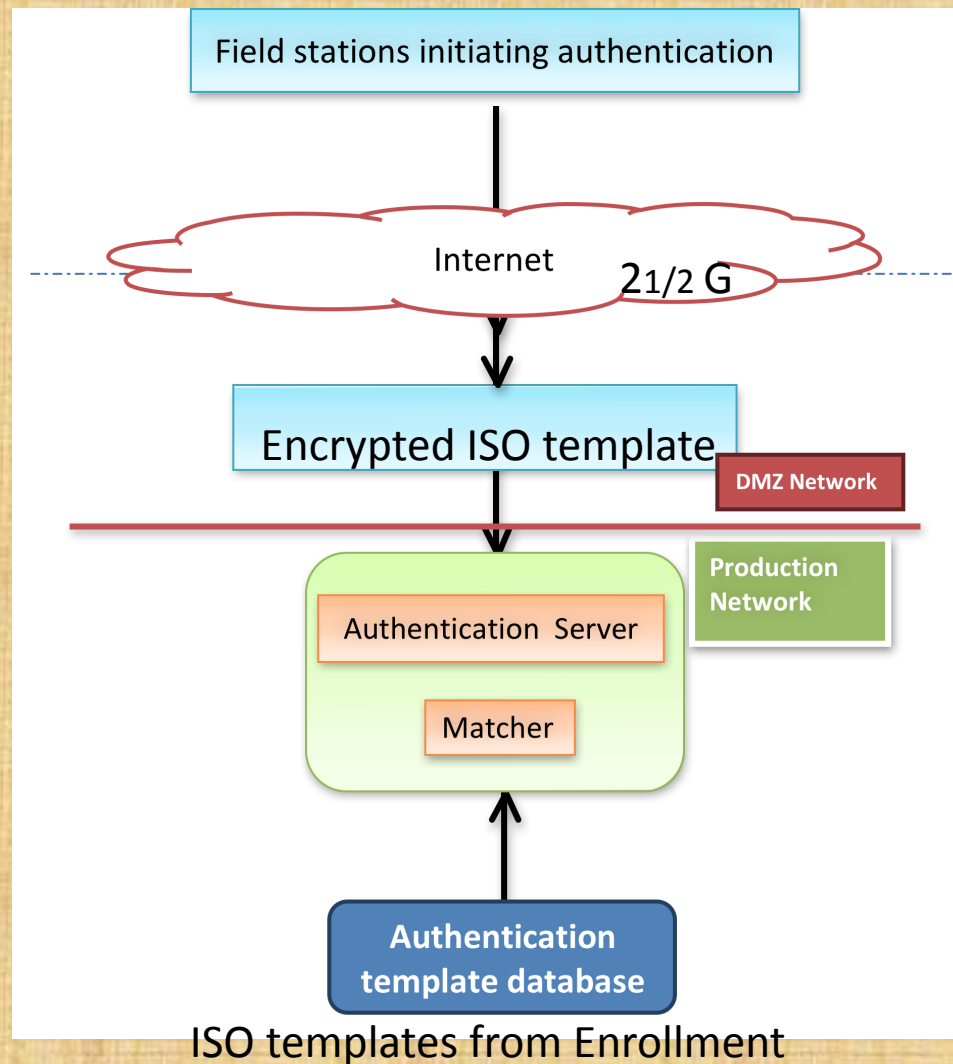 Field stations initiating authentication
Internet
21/2 G
Encrypted ISO template
DMZ Network
Production
Network
Authentication Server
Matcher
Authentication
template database
ISO templates from Enrollment